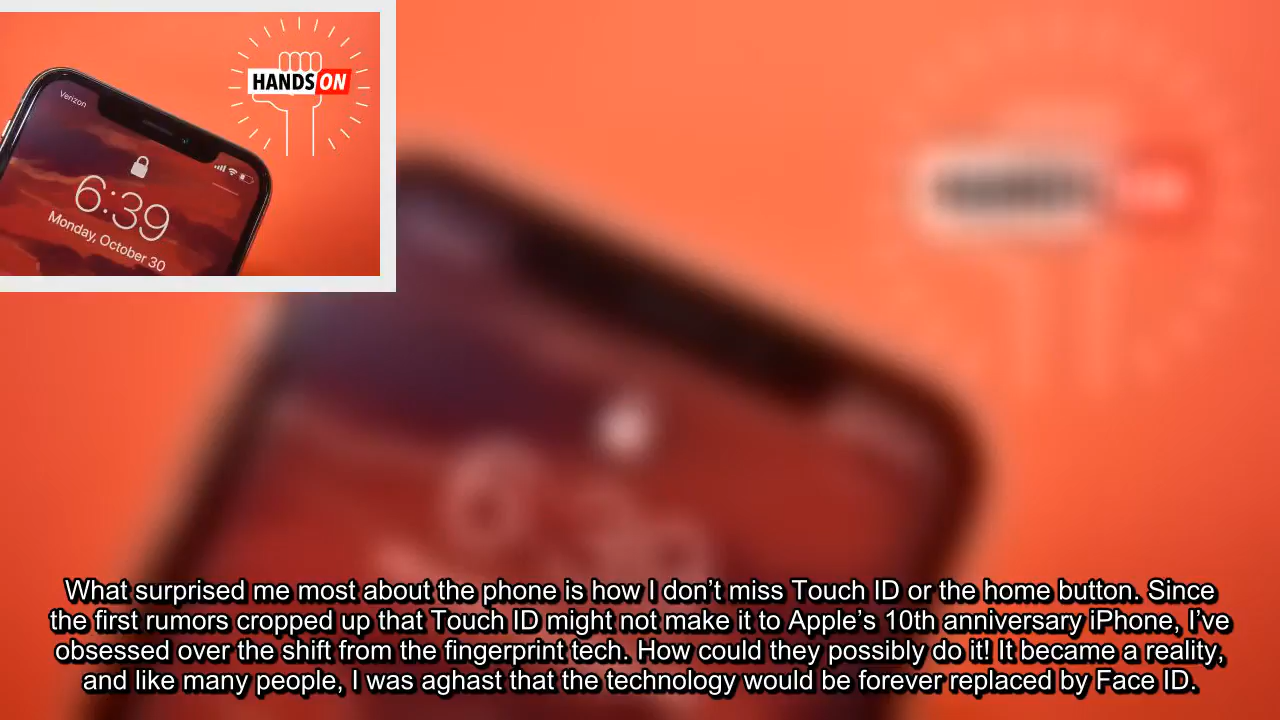 HANDS ON
Verizon
6:39
Monday, October 30
What surprised me most about the phone is how I don’t miss Touch ID or the home button. Since
the first rumors cropped up that Touch ID might not make it to Apple’s 10th anniversary iPhone, I’ve
obsessed over the shift from the fingerprint tech. How could they possibly do it! It became a reality,
and like many people, I was aghast that the technology would be forever replaced by Face ID.